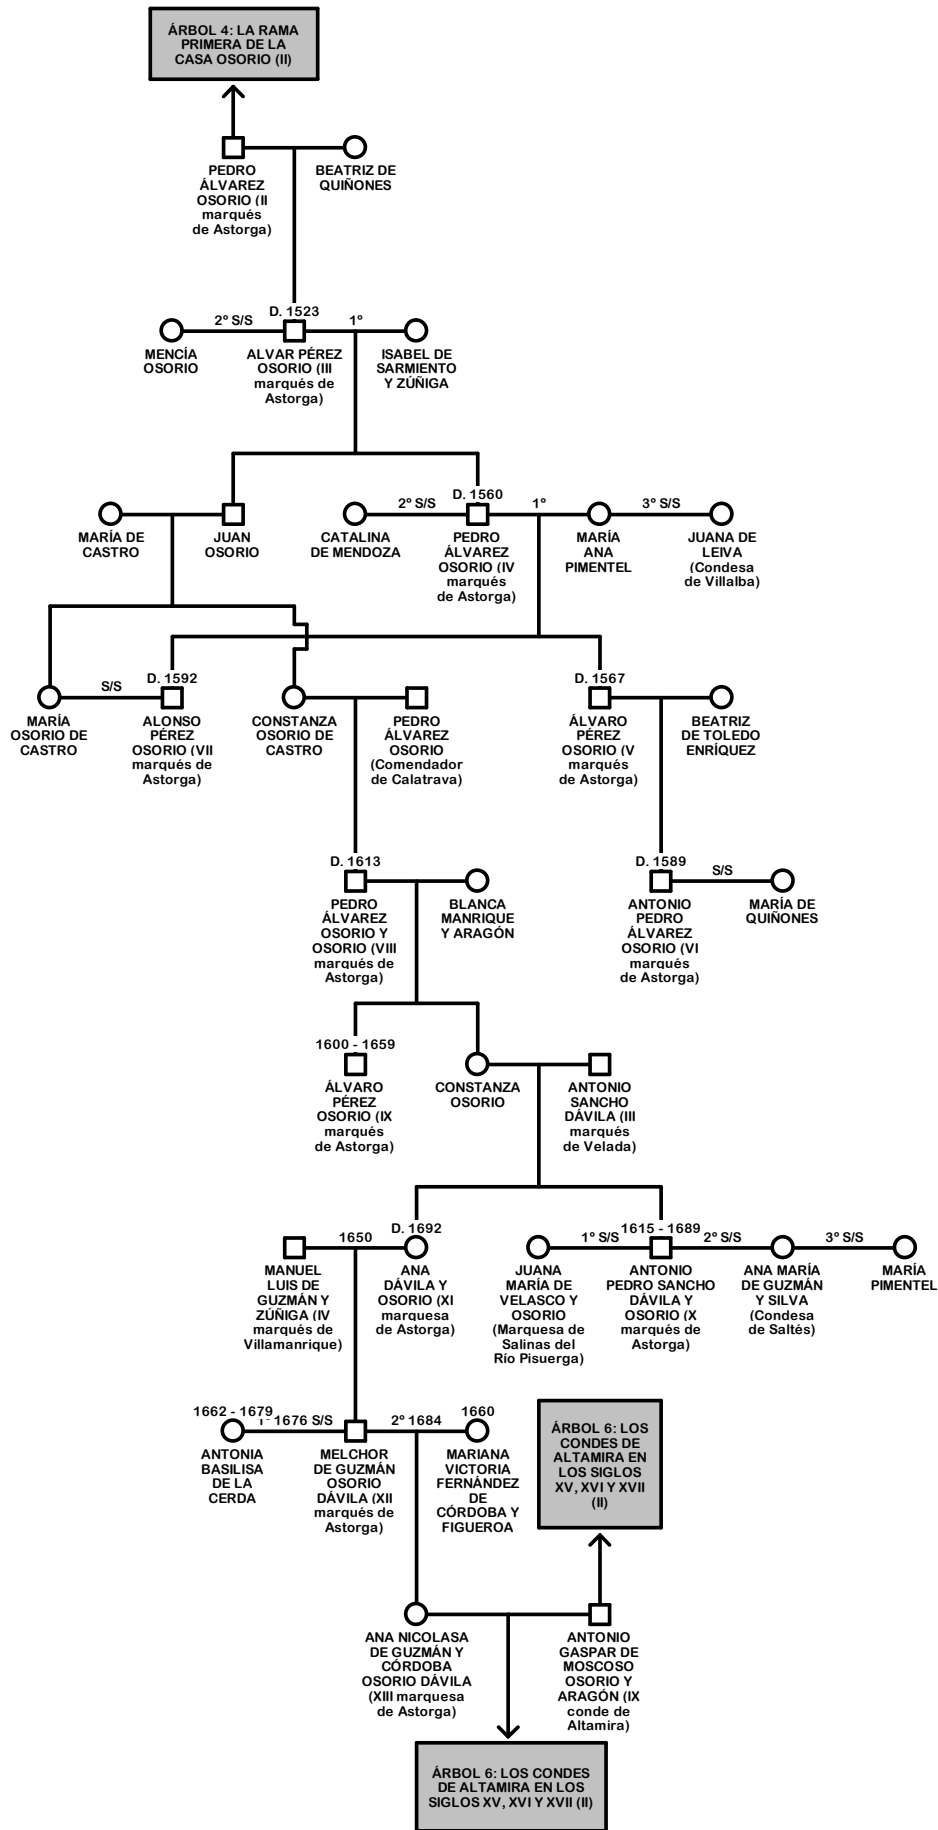 ÁRBOL 4: LA RAMA
PRIMERA DE LA
CASA OSORIO (II)
PEDRO
ÁLVAREZ
OSORIO (II
marqués
de Astorga)
BEATRIZ DE
QUIÑONES
2º S/S
D. 1523
1º
MENCÍA
OSORIO
ALVAR PÉREZ
OSORIO (III
marqués de
Astorga)
ISABEL DE
SARMIENTO
Y ZÚÑIGA
2º S/S
D. 1560
1º
3º S/S
MARÍA DE
CASTRO
JUAN
OSORIO
CATALINA
DE MENDOZA
PEDRO
ÁLVAREZ
OSORIO (IV
marqués
de Astorga)
MARÍA
ANA
PIMENTEL
JUANA DE
LEIVA
(Condesa
de Villalba)
S/S
D. 1592
D. 1567
MARÍA
OSORIO DE
CASTRO
ALONSO
PÉREZ
OSORIO (VII
marqués de
Astorga)
CONSTANZA
OSORIO DE
CASTRO
PEDRO
ÁLVAREZ
OSORIO
(Comendador
de Calatrava)
ÁLVARO
PÉREZ
OSORIO (V
marqués
de Astorga)
BEATRIZ
DE TOLEDO
ENRÍQUEZ
D. 1613
D. 1589
S/S
PEDRO
ÁLVAREZ
OSORIO Y
OSORIO (VIII
marqués de
Astorga)
BLANCA
MANRIQUE
Y ARAGÓN
ANTONIO
PEDRO
ÁLVAREZ
OSORIO (VI
marqués
de Astorga)
MARÍA DE
QUIÑONES
1600 - 1659
ÁLVARO
PÉREZ
OSORIO (IX
marqués
de Astorga)
CONSTANZA
OSORIO
ANTONIO
SANCHO
DÁVILA (III
marqués
de Velada)
1650
D. 1692
1º S/S
1615 - 1689
2º S/S
3º S/S
MANUEL
LUIS DE
GUZMÁN Y
ZÚÑIGA (IV
marqués de
Villamanrique)
ANA
DÁVILA Y
OSORIO (XI
marquesa
de Astorga)
JUANA
MARÍA DE
VELASCO Y
OSORIO
(Marquesa de
Salinas del
Río Pisuerga)
ANTONIO
PEDRO SANCHO
DÁVILA Y
OSORIO (X
marqués de
Astorga)
ANA MARÍA
DE GUZMÁN
Y SILVA
(Condesa
de Saltés)
MARÍA
PIMENTEL
1662 - 1679
1º 1676 S/S
2º 1684
1660
ANTONIA
BASILISA
DE LA
CERDA
MELCHOR
DE GUZMÁN
OSORIO
DÁVILA (XII
marqués de
Astorga)
MARIANA
VICTORIA
FERNÁNDEZ
DE
CÓRDOBA Y
FIGUEROA
ÁRBOL 6: LOS
CONDES DE
ALTAMIRA EN
LOS SIGLOS
XV, XVI Y XVII
(II)
ANA NICOLASA
DE GUZMÁN Y
CÓRDOBA
OSORIO DÁVILA
(XIII marquesa
de Astorga)
ANTONIO
GASPAR DE
MOSCOSO
OSORIO Y
ARAGÓN (IX
conde de
Altamira)
ÁRBOL 6: LOS CONDES
DE ALTAMIRA EN LOS
SIGLOS XV, XVI Y XVII (II)